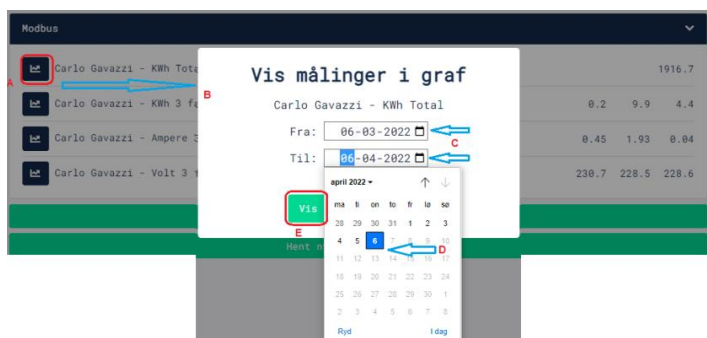 Modbus
A
Carlo Gavazzi - KWh Tota
1916.7
B
Carlo Gavazzi - KWh 3 fa
0.2 9.9 4.4
Carlo Gavazzi - Ampere 3
0.45 1.93 0.04
Carlo Gavazzi - Volt 3
230.7 228.5 228.6
Vis målinger i graf
Carlo Gavazzi - KWh Total
Fra: 06-03-2022
C
Til: 06-04-2022
april 2022
ma ti on to fr lø sø
28 29 30 31 1 2 3
4 5 6 7 8 9 10
D
11 12 13 14 15 16 17
18 19 20 21 22 23 24
25 26 27 28 29 30 1
2 3 4 5 6 7 8
Ryd I dag
Vis
E
Hent